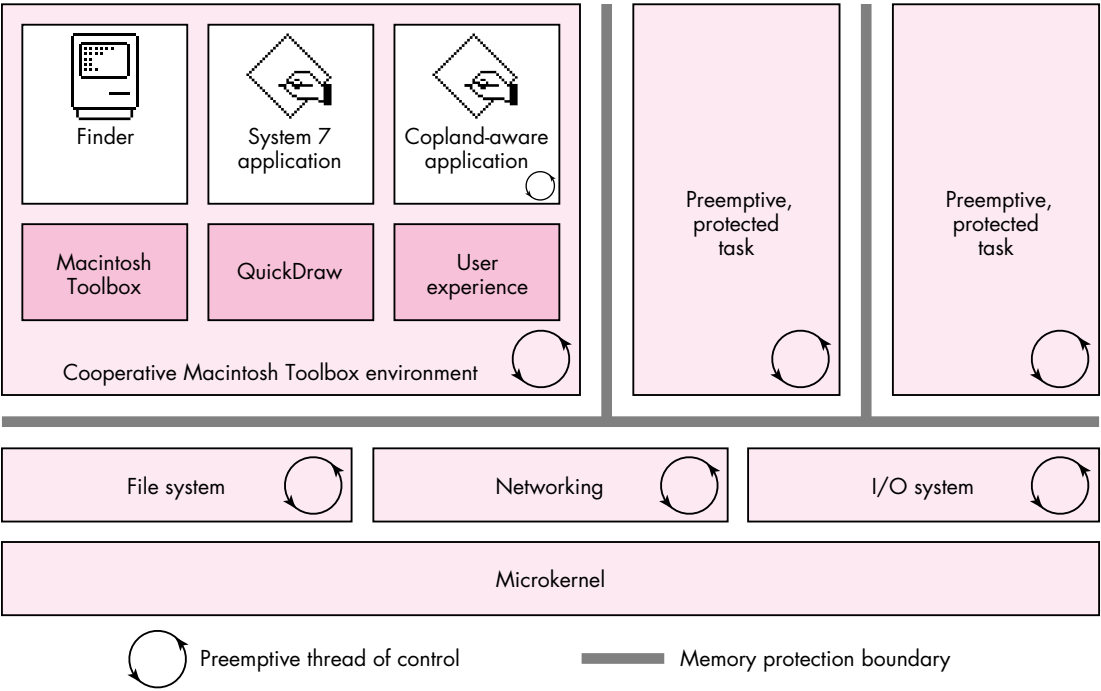 Finder
System 7
application
Copland-aware
application
Macintosh
Toolbox
QuickDraw
User
experience
Cooperative Macintosh Toolbox environment
Preemptive,
protected
task
Preemptive,
protected
task
File system
Networking
I/O system
Microkernel
Preemptive thread of control
Memory protection boundary